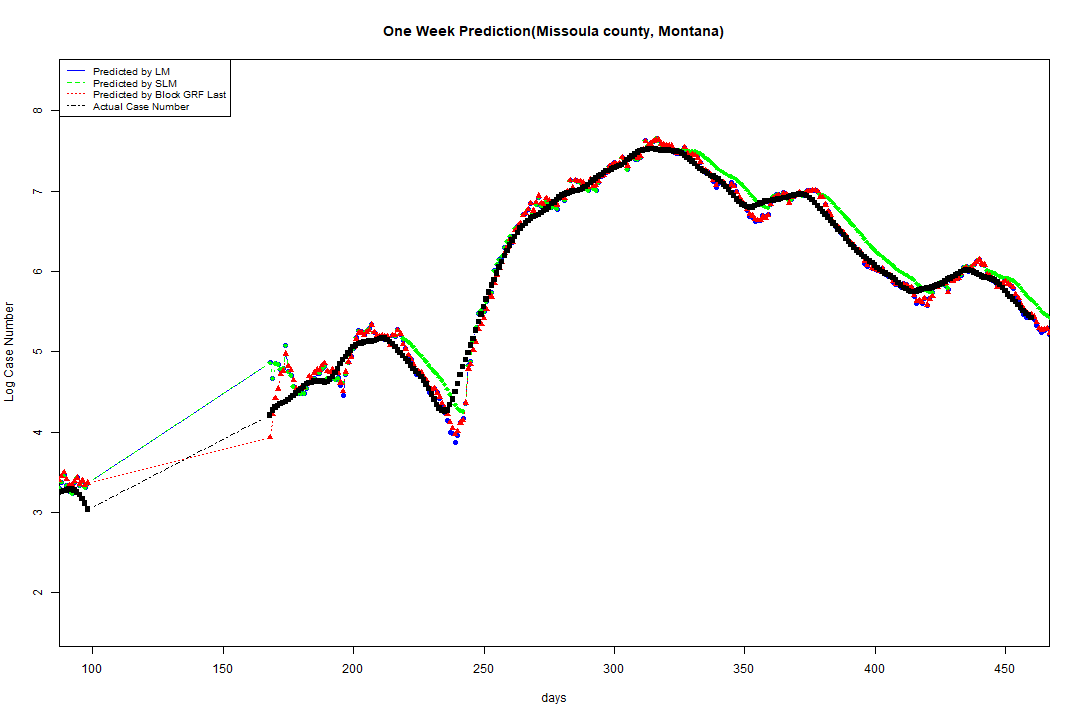 One Week Prediction(Missoula county, Montana)
Predicted by LM
Predicted by SLM
Predicted by Block GRF Last
Actual Case Number
8
7
6
5
4
3
2
Log Case Number
100 150 200 250 300 350 400 450
days